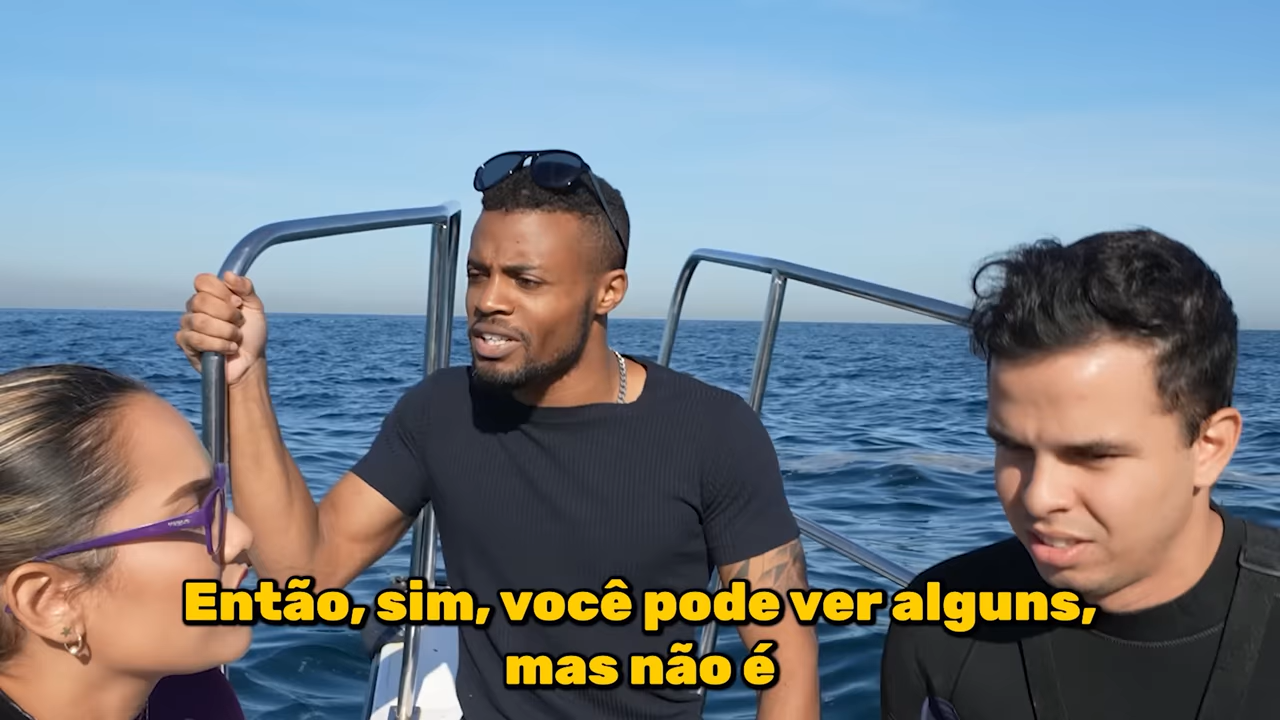 Então, sim, você pode ver alguns,
mas não é